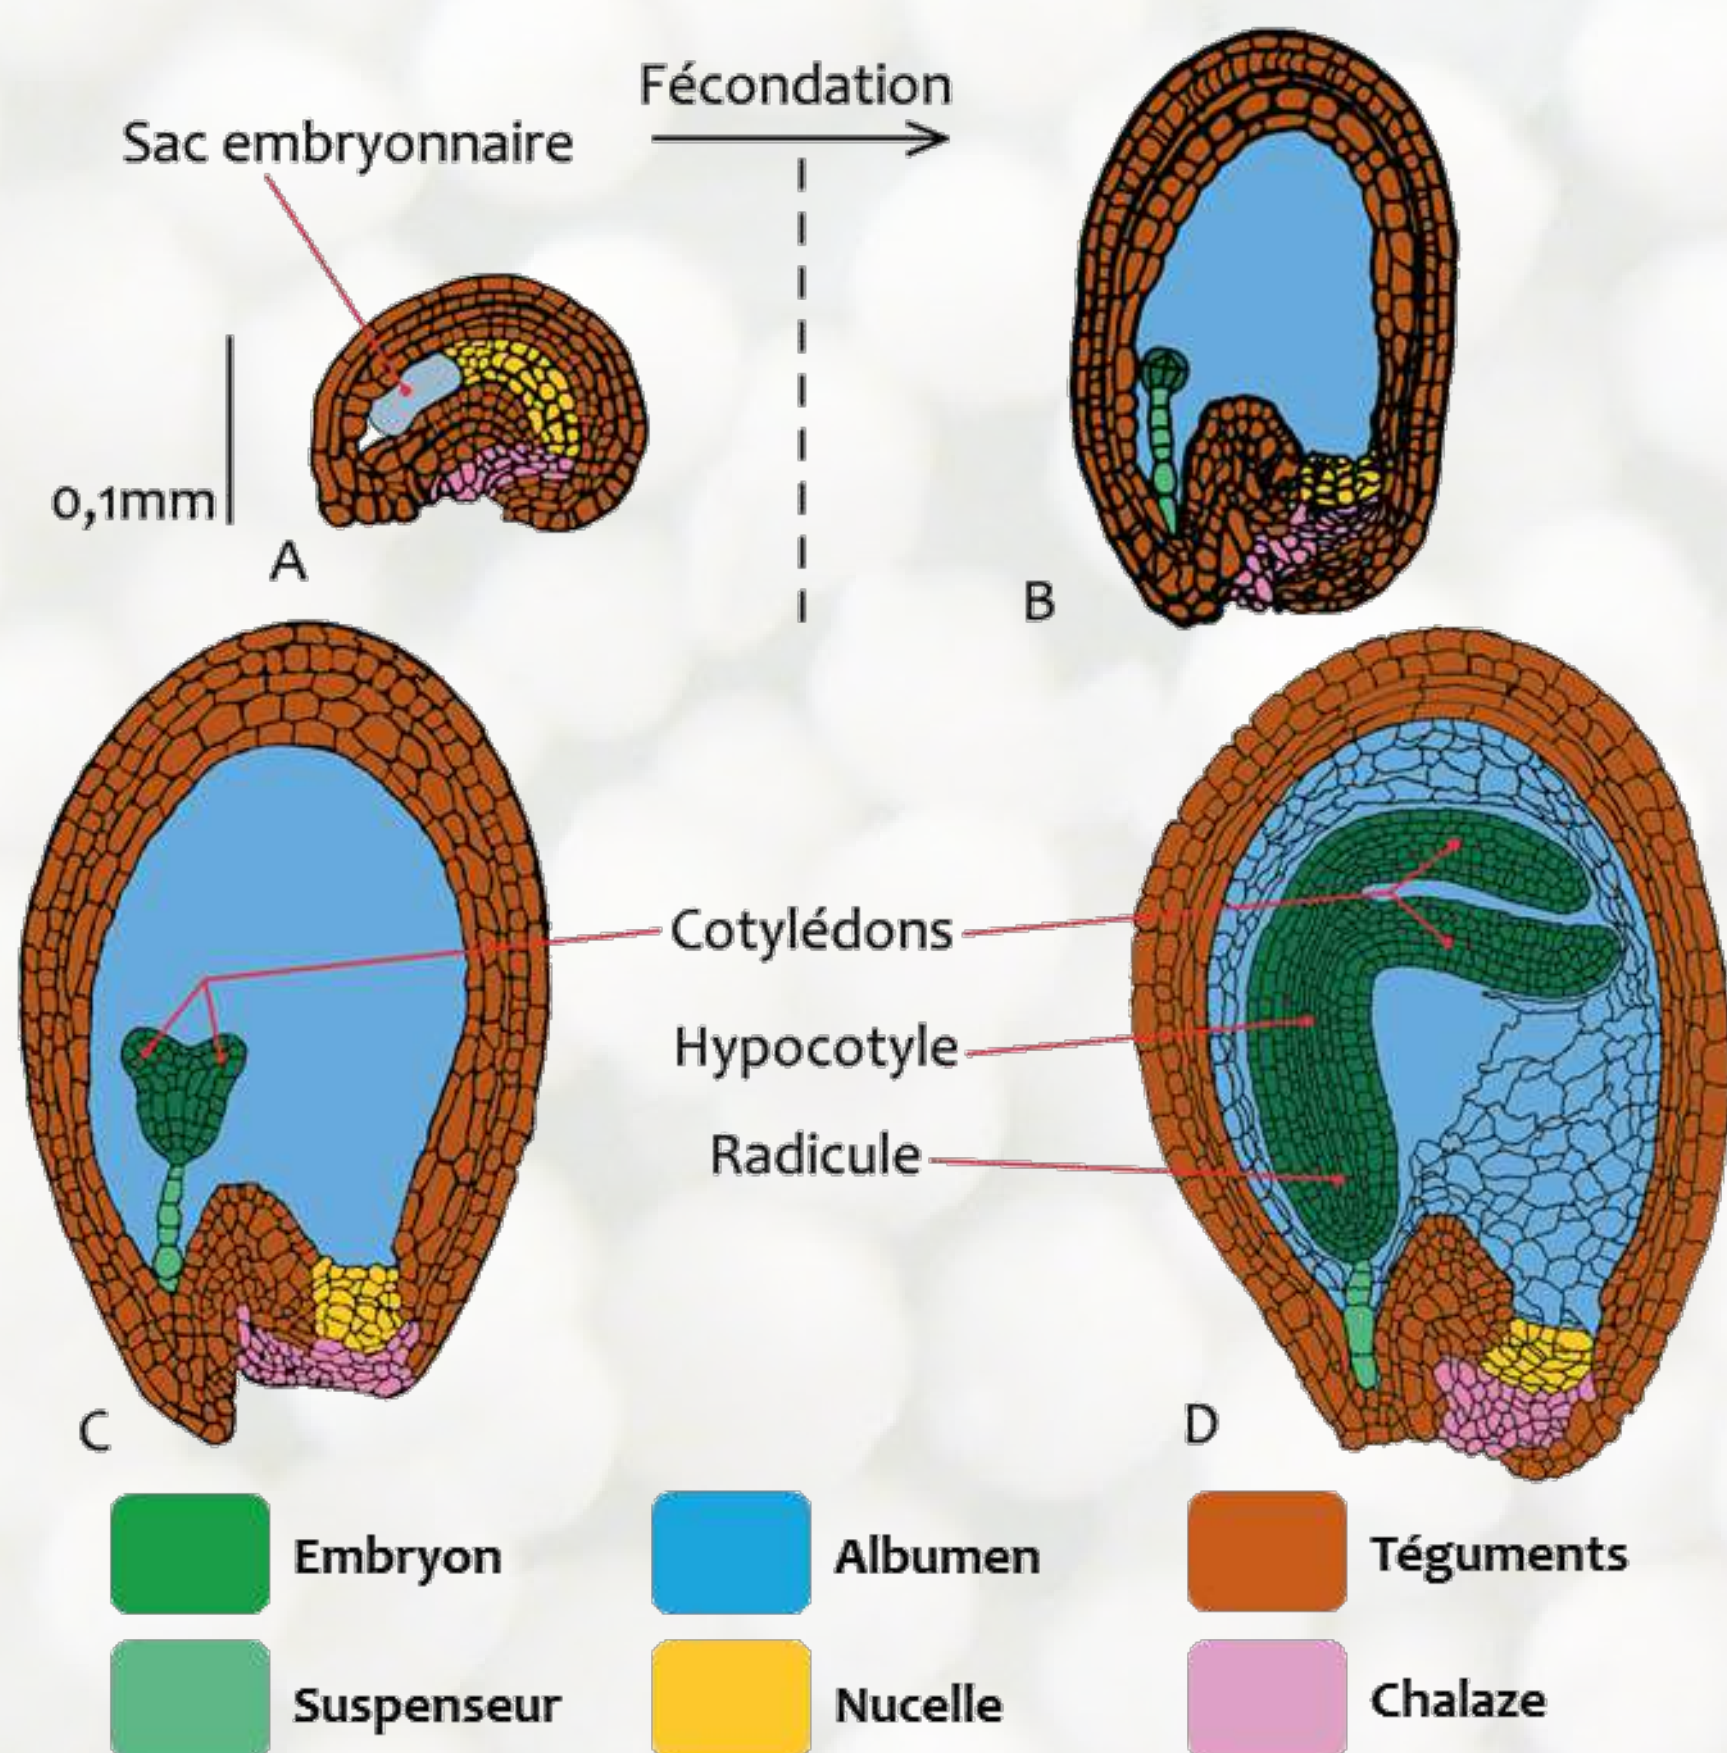 Fécondation
Sac embryonnaire
0,1mm
A
B
Cotylédons
Hypocotyle
Radicule
C
D
Embryon
Albumen
Téguments
Suspenseur
Nucelle
Chalaze